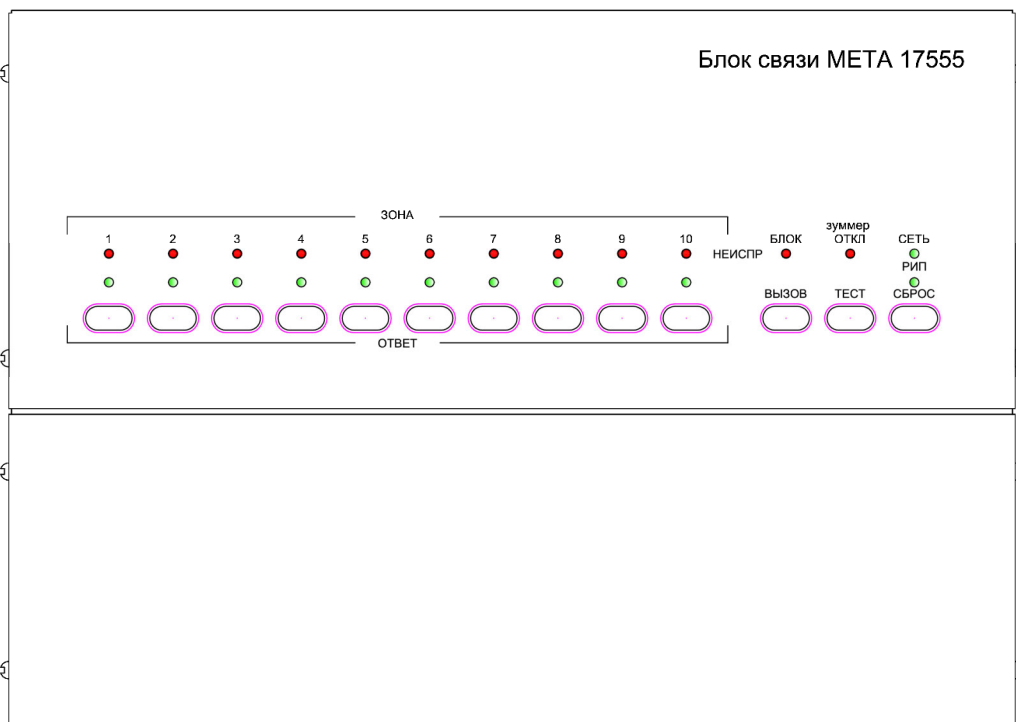 Блок связи МЕТА 17555
ЗОНА
1 2 3 4 5 6 7 8 9 10
НЕИСПР
БЛОК
зуммер
ОТКЛ
СЕТЬ
РИП
ВЫЗОВ ТЕСТ СБРОС
ОТВЕТ